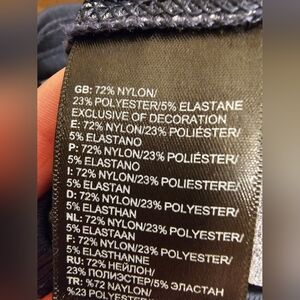 GB: 72% NYLON/
23% POLYESTER/5% ELASTANE
EXCLUSIVE OF DECORATION
E: 72% NYLON/23% POLIÉSTER/
5% ELASTANO
P: 72% NYLON/23% POLIÉSTER/
5% ELASTANO
I: 72% NYLON/23% POLIESTERE/
5% ELASTAN
D: 72% NYLON/23% POLYESTER/
5% ELASTHAN
NL: 72% NYLON/23% POLYESTER/
5% ELASTAAN
F: 72% NYLON/23% POLYESTER/
5% ELASTHANNE
RU: 72% НЕЙЛОН/
23% ПОЛИЭСТЕР/5% ЭЛАСТАН
TR: %72 NAYLON/
%23 POLYESTER/